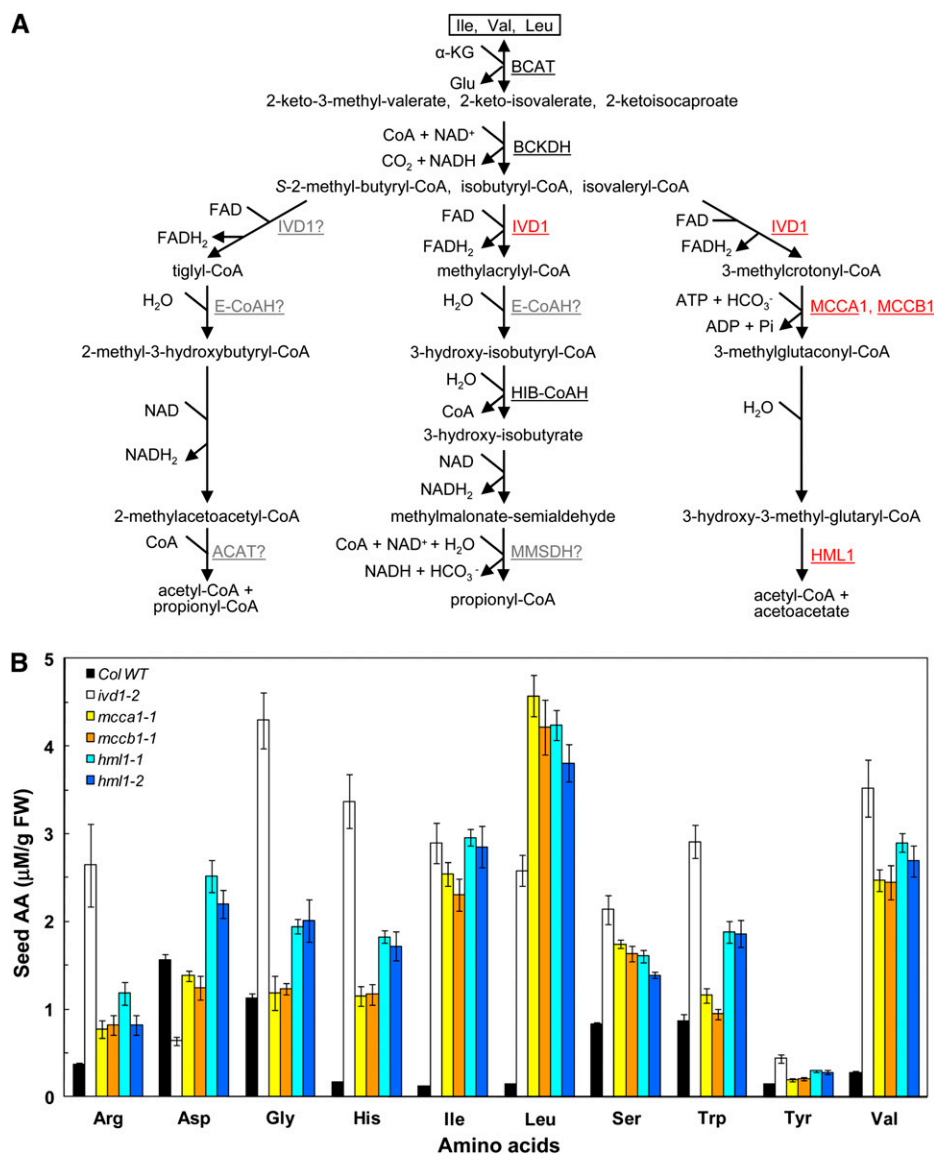 A
Ile, Val, Leu
α-KG
BCAT
Glu
2-keto-3-methyl-valerate, 2-keto-isovalerate, 2-ketoisocaproate
CoA + NAD⁺
BCKDH
CO₂ + NADH
S-2-methyl-butyryl-CoA, isobutyryl-CoA, isovaleryl-CoA
FAD IVD1? FAD IVD1 FAD IVD1
FADH₂ FADH₂ FADH₂
tiglyl-CoA methylacrylyl-CoA 3-methylcrotonyl-CoA
H₂O E-CoAH? H₂O E-CoAH? ATP + HCO₃⁻ MCCA1, MCCB1
ADP + Pi
2-methyl-3-hydroxybutyryl-CoA 3-hydroxy-isobutyryl-CoA 3-methylglutaconyl-CoA
H₂O HIB-CoAH
CoA
NAD 3-hydroxy-isobutyrate H₂O
NADH₂ NAD
NADH₂
2-methylacetoacetyl-CoA methylmalonate-semialdehyde 3-hydroxy-3-methyl-glutaryl-CoA
CoA ACAT? CoA + NAD⁺ + H₂O MMSDH? HML1
NADH + HCO₃⁻
acetyl-CoA + propionyl-CoA acetyl-CoA +
propionyl-CoA acetoacetate
B
Seed AA (μM/g FW)
5
4
3
2
1
0
Col WT
ivd1-2
mcca1-1
mccb1-1
hml1-1
hml1-2
Arg Asp Gly His Ile Leu Ser Trp Tyr Val
Amino acids